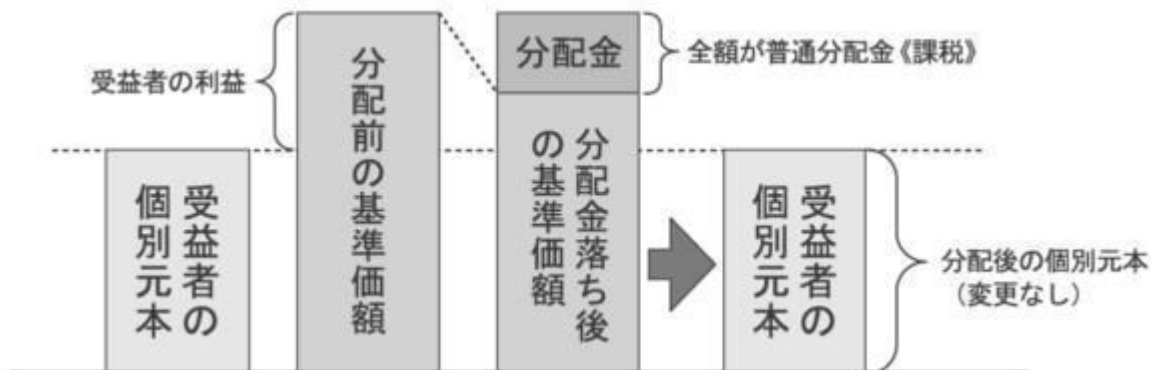 受益者の利益
受益者の
個別元本
分配前の基準価額
分配金
全額が普通分配金《課税》
分配金落ち後
の基準価額
受益者の
個別元本
分配後の個別元本
（変更なし）